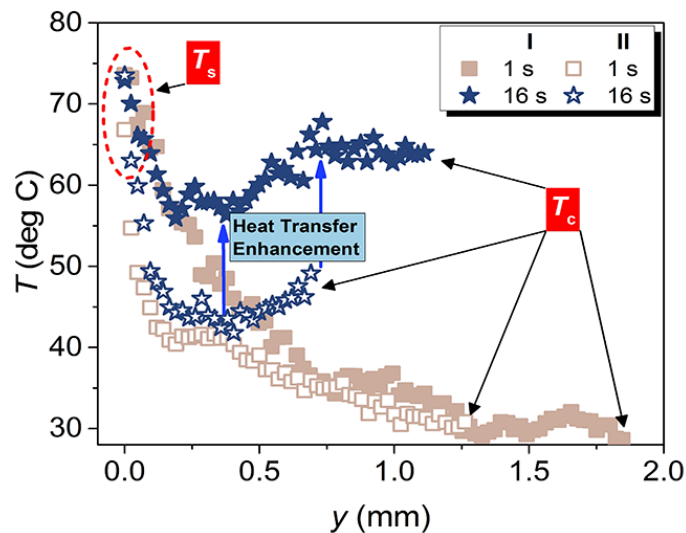 80
70
60
50
40
30
T (deg C)
0.0 0.5 1.0 1.5 2.0
y (mm)
Ts
I II
1 s 1 s
16 s 16 s
Heat Transfer
Enhancement
Tc